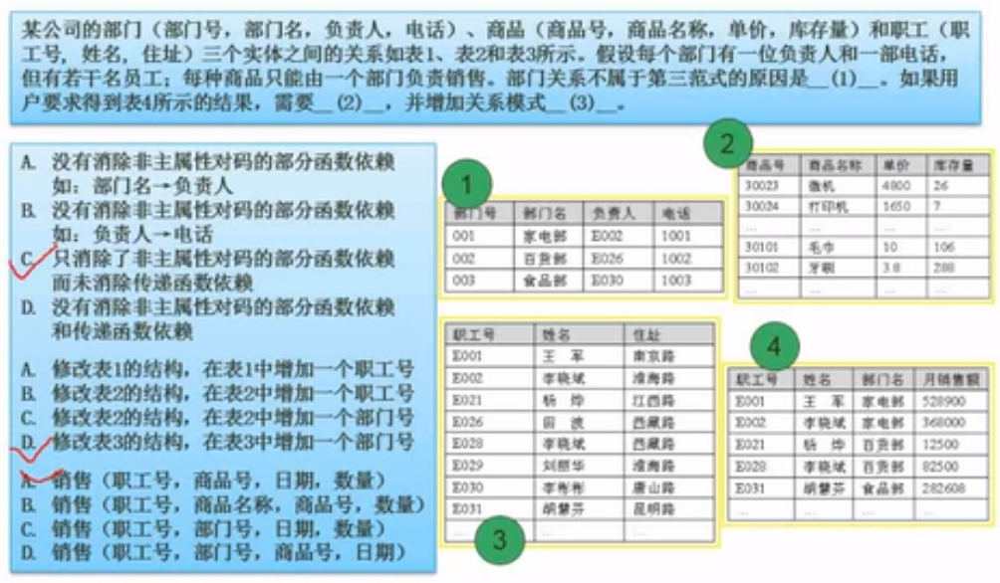 某公司的部门（部门号，部门名，负责人，电话）、商品（商品号，商品名称，单价，库存量）和职工（职
工号，姓名，住址）三个实体之间的关系如表1、表2和表3所示。假设每个部门有一位负责人和一部电话，
但有若干名员工；每种商品只能由一个部门负责销售。部门关系不属于第三范式的原因是__(1)__。如果用
户要求得到表4所示的结果，需要__(2)__，并增加关系模式__(3)__。
A. 没有消除非主属性对码的部分函数依赖
如：部门名→负责人
B. 没有消除非主属性对码的部分函数依赖
如：负责人→电话
C. 只消除了非主属性对码的部分函数依赖
而未消除传递函数依赖
D. 没有消除非主属性对码的部分函数依赖
和传递函数依赖
A. 修改表1的结构，在表1中增加一个职工号
B. 修改表2的结构，在表2中增加一个职工号
C. 修改表2的结构，在表2中增加一个部门号
D. 修改表3的结构，在表3中增加一个部门号
A. 销售（职工号，商品号，日期，数量）
B. 销售（职工号，商品名称，商品号，数量）
C. 销售（职工号，部门号，日期，数量）
D. 销售（职工号，部门号，商品号，日期）
1
部门号 部门名 负责人 电话
001 家电部 E002 1001
002 百货部 E026 1002
003 食品部 E030 1003
2
商品号 商品名称 单价 库存量
30023 微机 4800 26
30024 打印机 1650 7
... ... ... ...
30101 毛巾 10 106
30102 牙刷 3.8 288
... ... ... ...
职工号 姓名 住址
E001 王 军 南京路
E002 李晓斌 淮海路
E021 杨 烨 江西路
E026 田 波 西藏路
E028 李晓斌 西藏路
E029 刘丽华 淮海路
E030 李彬彬 唐山路
E031 胡慧芬 昆明路
... ... ...
3
4
职工号 姓名 部门名 月销售额
E001 王 军 家电部 528900
E002 李晓斌 家电部 368000
E021 杨 烨 百货部 12500
E028 李晓斌 百货部 82500
E031 胡慧芬 食品部 282608
... ... ... ...